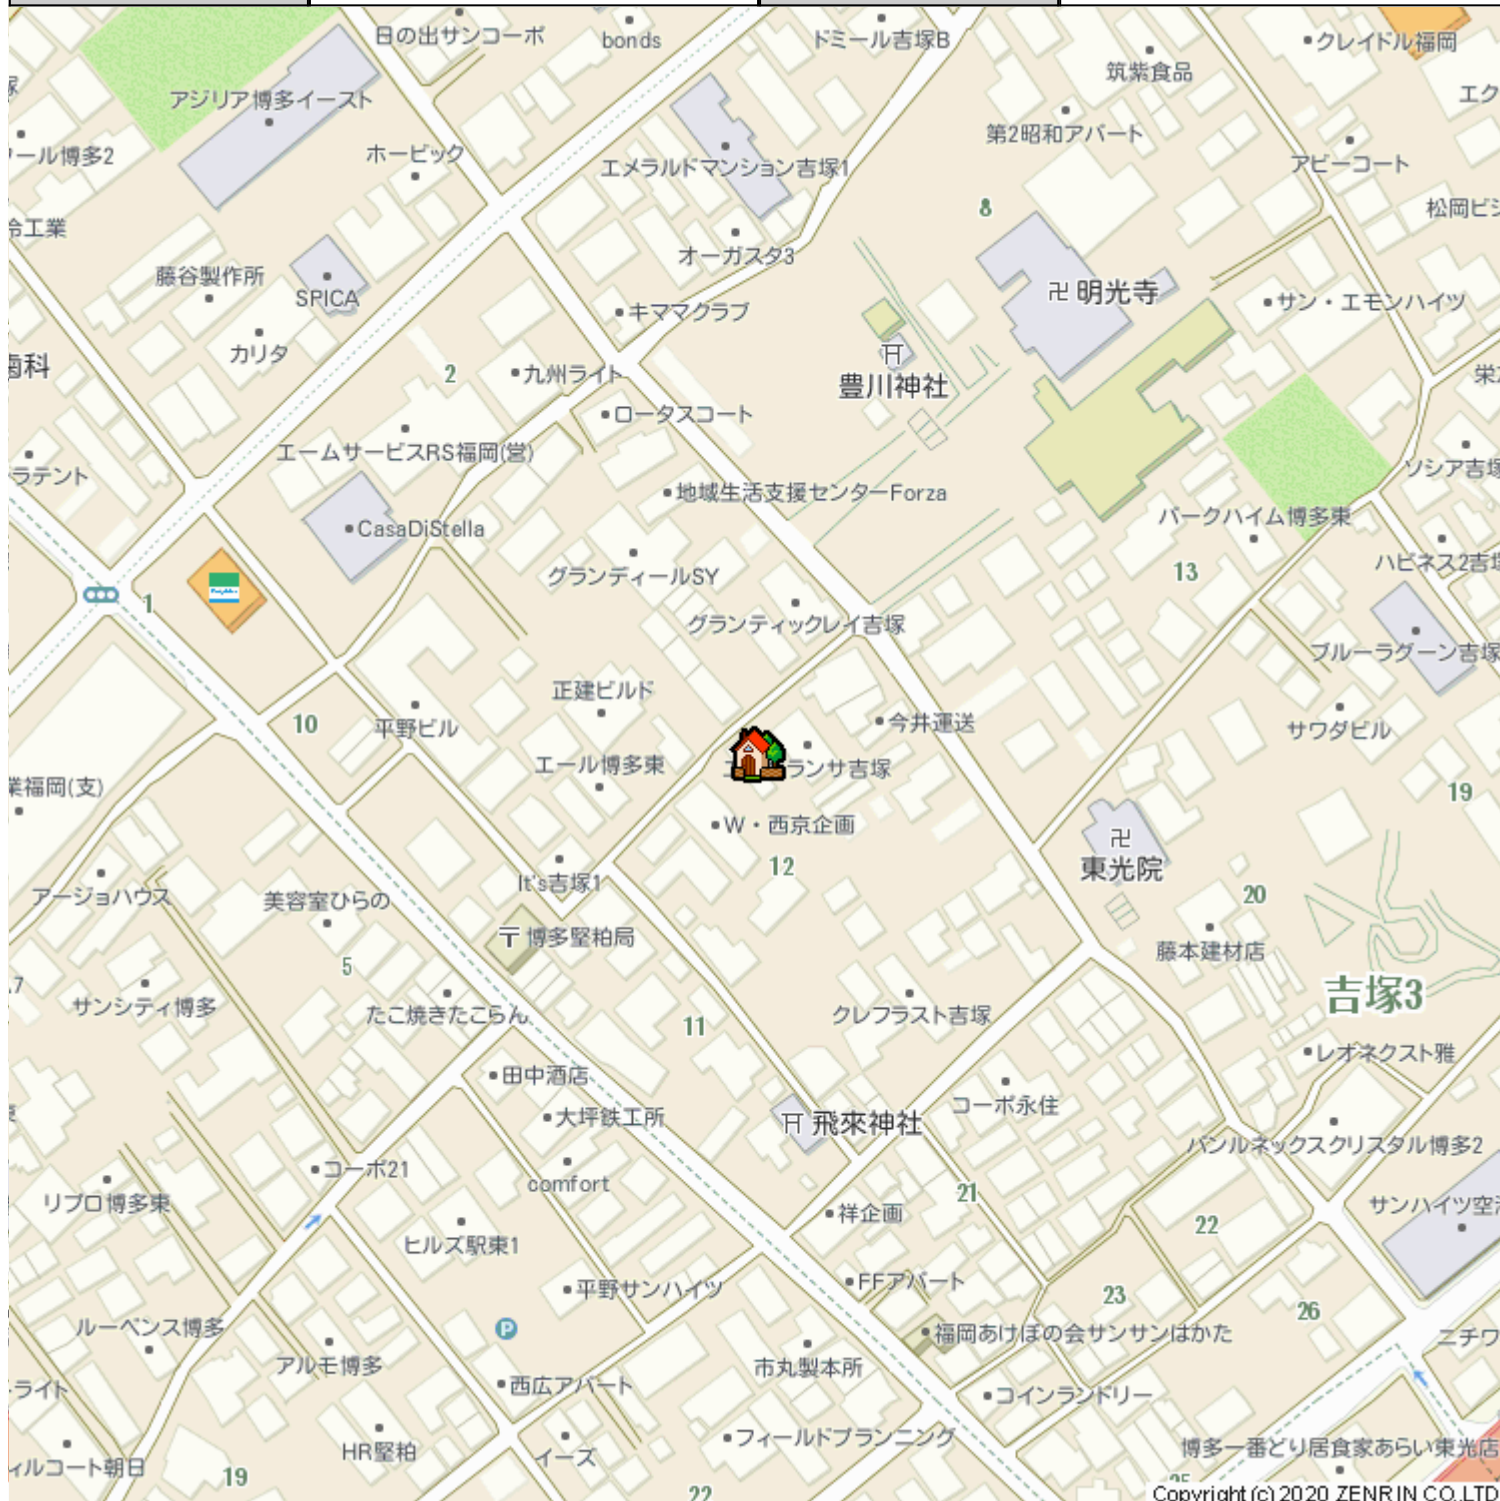 日の出サンコーポ
bonds
ドミール吉塚B
クレイドル福岡
筑紫食品
アジリア博多イースト
エク
第2昭和アパート
ール博多2
ホービック
エメラルドマンション吉塚1
アビーコート
8
松岡ビシ
冷工業
オーガスタ3
藤谷製作所
SPICA
卍 明光寺
サン・エモンハイツ
キママクラブ
カリタ
歯科
2
九州ライト
豊川神社
栄
ロータスコート
エームサービスRS福岡(営)
ラテント
ソシア吉塚
地域生活支援センターForza
パークハイム博多東
CasaDiStella
ハピネス2吉塚
グランディールSY
13
1
グランティックレイ吉塚
ブルーラグーン吉塚
正建ビルド
10
平野ビル
今井運送
サワダビル
エール博多東
ランサ吉塚
業福岡(支)
19
W・西京企画
12
卍
東光院
It's吉塚1
アージョハウス
美容室ひらの
20
〒博多堅粕局
藤本建材店
5
7
吉塚3
サンシティ博多
たこ焼きたこらん
クレフラスト吉塚
11
レオネクスト雅
田中酒店
コーポ永住
大坪鉄工所
飛來神社
バンルネックスクリスタル博多2
コーポ21
comfort
リブロ博多東
21
サンハイツ空
祥企画
22
ヒルズ駅東1
平野サンハイツ
FFアパート
23
26
P
ルーペンス博多
福岡あけぼの会サンサンはかた
ニチワ
アルモ博多
市丸製本所
ライト
西広アパート
コインランドリー
HR堅粕
フィールドプランニング
博多一番どり居食家あらい東光店
イーズ
ィルコート朝日
19
25
22
Copyright (c) 2020 ZENRIN CO.,LTD